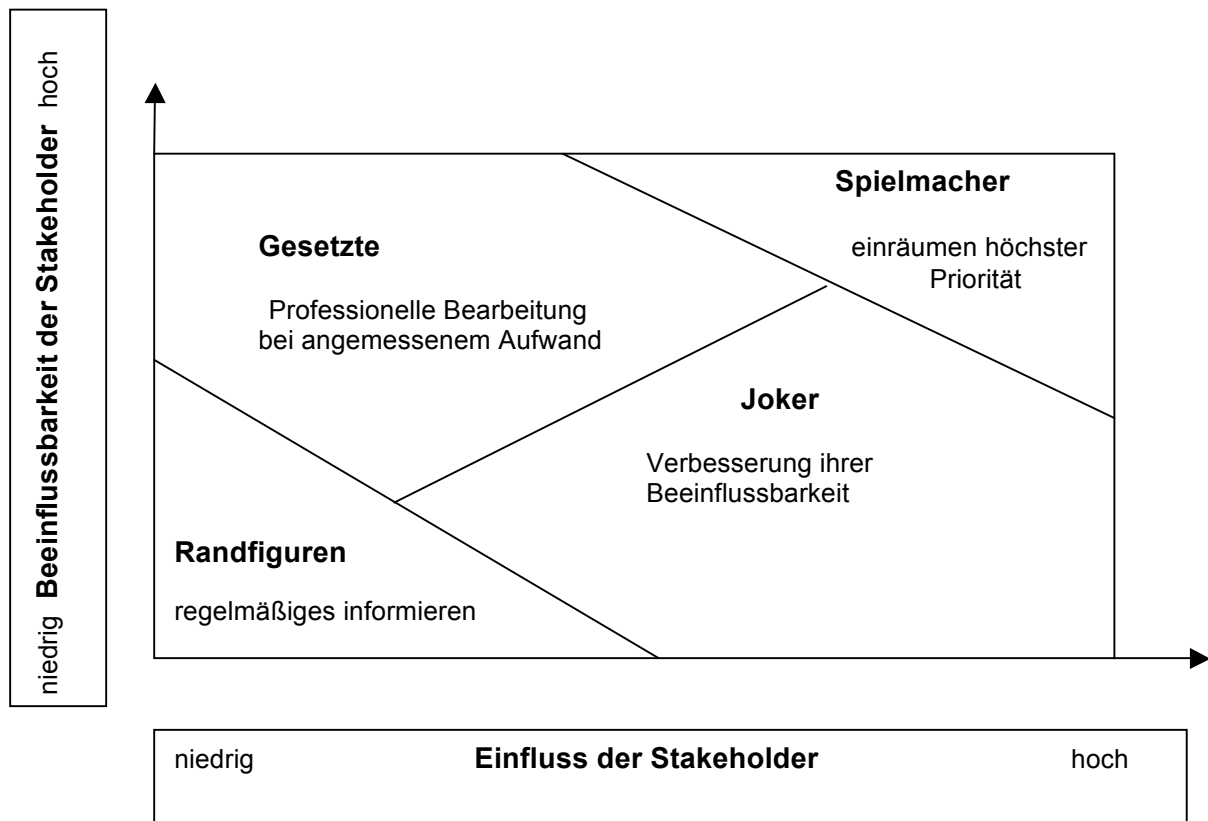 niedrig Beeinflussbarkeit der Stakeholder hoch
Spielmacher
einräumen höchster
Priorität
Gesetzte
Professionelle Bearbeitung
bei angemessenem Aufwand
Joker
Verbesserung ihrer
Beeinflussbarkeit
Randfiguren
regelmäßiges informieren
niedrig Einfluss der Stakeholder hoch